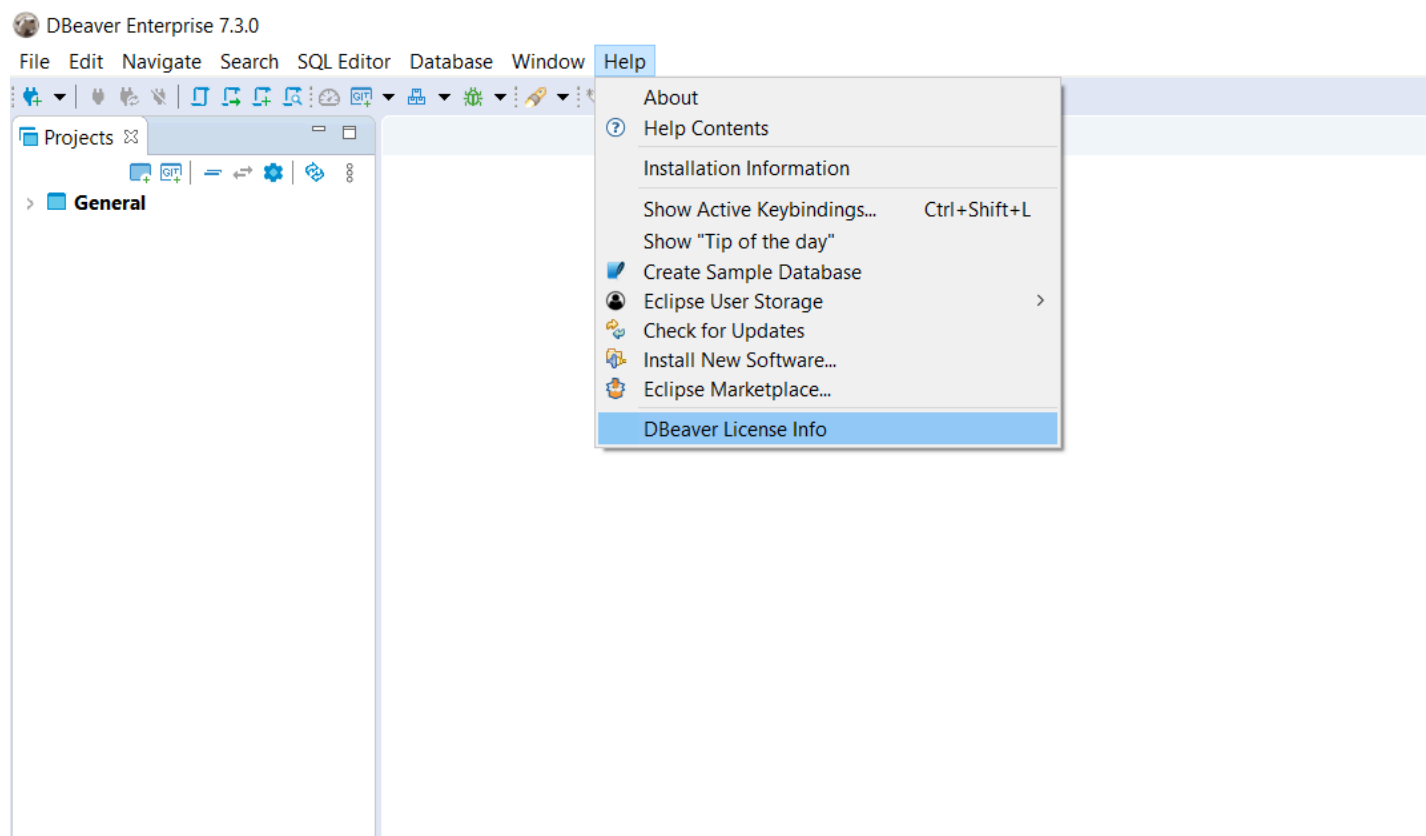 DBeaver Enterprise 7.3.0
File Edit Navigate Search SQL Editor Database Window Help
GIT
Projects
GIT
General
About
Help Contents
Installation Information
Show Active Keybindings... Ctrl+Shift+L
Show "Tip of the day"
Create Sample Database
Eclipse User Storage
Check for Updates
Install New Software...
Eclipse Marketplace...
DBeaver License Info